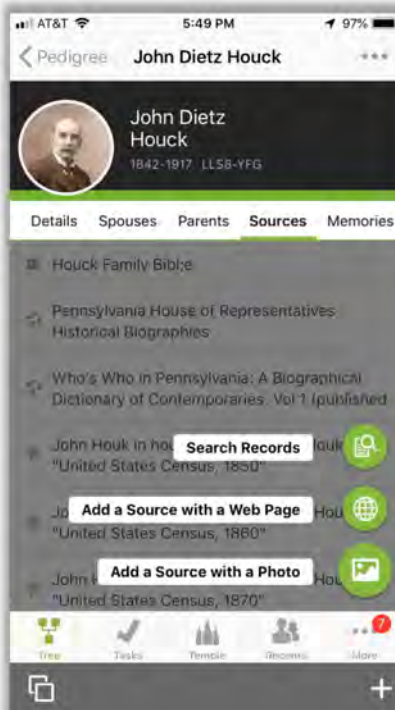 AT&T 5:49 PM 97%
Pedigree John Dietz Houck
John Dietz
Houck
1842-1917 LLS8-YFG
Details Spouses Parents Sources Memories
Houck Family Bible
Pennsylvania House of Representatives
Historical Biographies
Who's Who in Pennsylvania: A Biographical
Dictionary of Contemporaries. Vol 1 (published
John Houk in hou
Search Records
"United States Census, 1850"
Add a Source with a Web Page
"United States Census, 1860"
John
Add a Source with a Photo
"United States Census, 1870"
7
Tree Tasks Temple Recents More